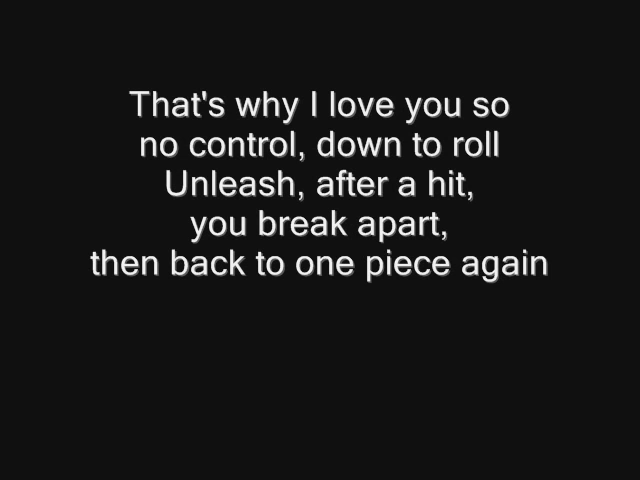 That's why I love you so
no control, down to roll
Unleash, after a hit,
you break apart,
then back to one piece again